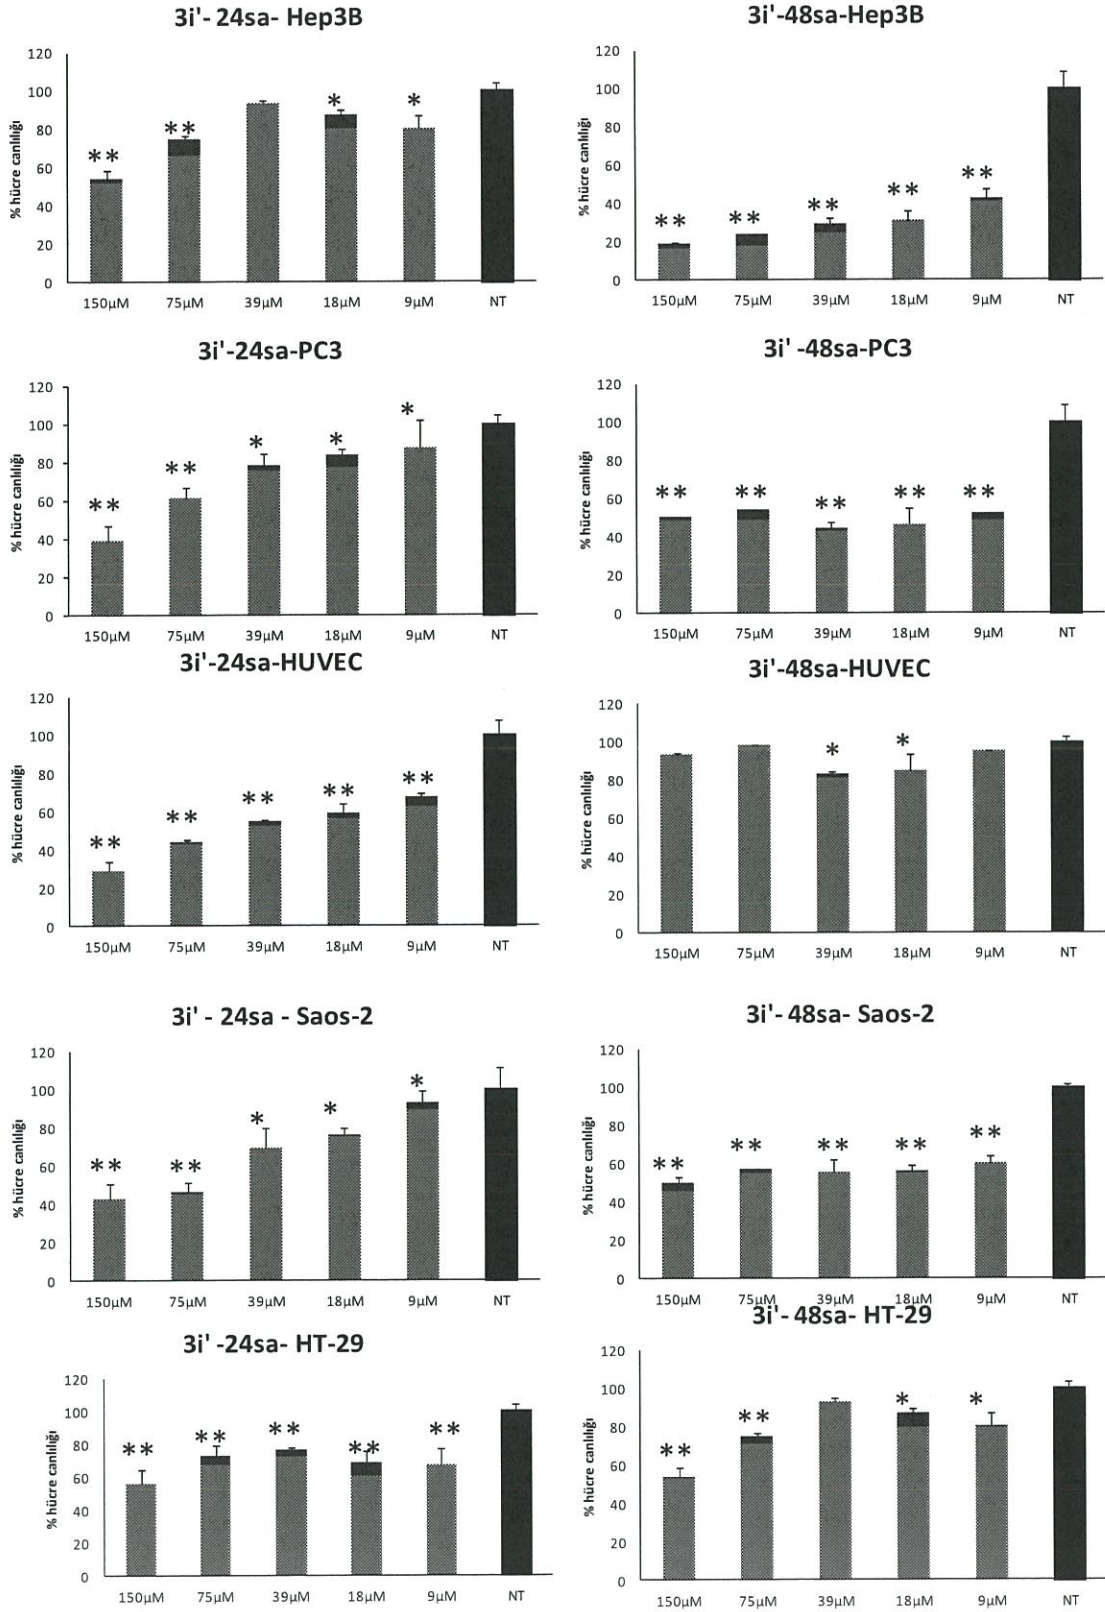 3i'- 24sa- Hep3B
% hücre canlılığı
120
100
80
60
40
20
0
** ** * *
150µM 75µM 39µM 18µM 9µM NT
3i'-48sa-Hep3B
% hücre canlılığı
120
100
80
60
40
20
0
** ** ** ** **
150µM 75µM 39µM 18µM 9µM NT
3i'-24sa-PC3
% hücre canlılığı
120
100
80
60
40
20
0
** ** * * *
150µM 75µM 39µM 18µM 9µM NT
3i' -48sa-PC3
% hücre canlılığı
120
100
80
60
40
20
0
** ** ** ** **
150µM 75µM 39µM 18µM 9µM NT
3i'-24sa-HUVEC
% hücre canlılığı
120
100
80
60
40
20
0
** ** ** ** **
150µM 75µM 39µM 18µM 9µM NT
3i'-48sa-HUVEC
% hücre canlılığı
120
100
80
60
40
20
0
* *
150µM 75µM 39µM 18µM 9µM NT
3i' - 24sa - Saos-2
% hücre canlılığı
120
100
80
60
40
20
0
** ** * * *
150µM 75µM 39µM 18µM 9µM NT
3i'- 48sa- Saos-2
% hücre canlılığı
120
100
80
60
40
20
0
** ** ** ** **
150µM 75µM 39µM 18µM 9µM NT
3i' -24sa- HT-29
% hücre canlılığı
120
100
80
60
40
20
0
** ** ** ** **
150µM 75µM 39µM 18µM 9µM NT
3i'- 48sa- HT-29
% hücre canlılığı
120
100
80
60
40
20
0
** ** * *
150µM 75µM 39µM 18µM 9µM NT